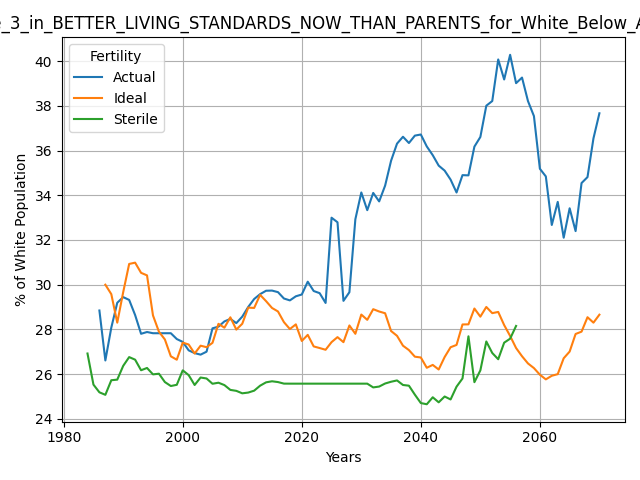 _3_in_BETTER_LIVING_STANDARDS_NOW_THAN_PARENTS_for_White_Below_
Fertility
Actual
Ideal
Sterile
% of White Population
40
38
36
34
32
30
28
26
24
1980
2000
2020
2040
2060
Years